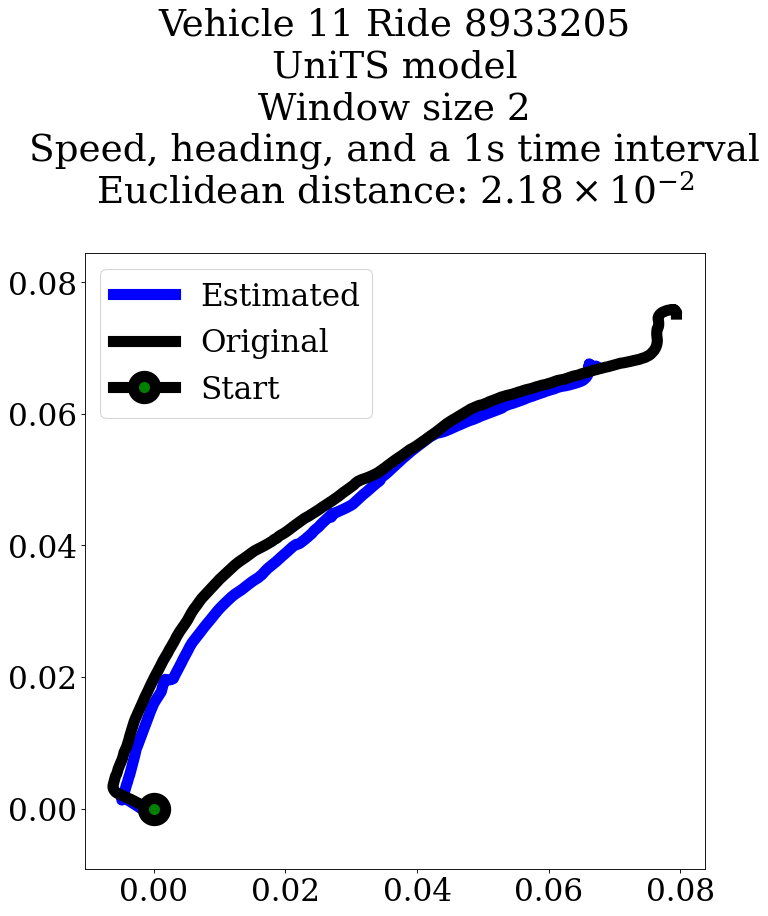 Vehicle 11 Ride 8933205
UniTS model
Window size 2
Speed, heading, and a 1s time interval
Euclidean distance: 2.18 × 10⁻²
Estimated
Original
Start
0.08
0.06
0.04
0.02
0.00
0.00 0.02 0.04 0.06 0.08